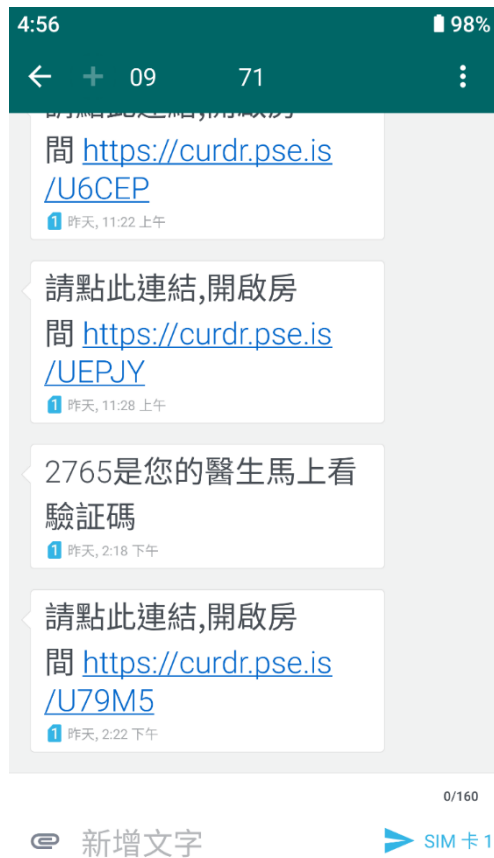 4:56 98%
09 71
間 https://curdr.pse.is
/U6CEP
1 昨天, 11:22 上午
請點此連結,開啟房
間 https://curdr.pse.is
/UEPJY
1 昨天, 11:28 上午
2765是您的醫生馬上看
驗証碼
1 昨天, 2:18 下午
請點此連結,開啟房
間 https://curdr.pse.is
/U79M5
1 昨天, 2:22 下午
0/160
新增文字 SIM 卡 1